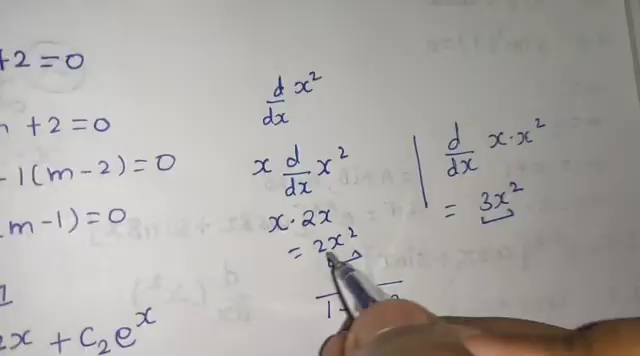 +2=0
+2=0
-1(m-2)=0
(m-1)=0
2x + C₂eˣ
d/dx x²
x d/dx x²
x·2x
= 2x²
d/dx x·x²
= 3x²